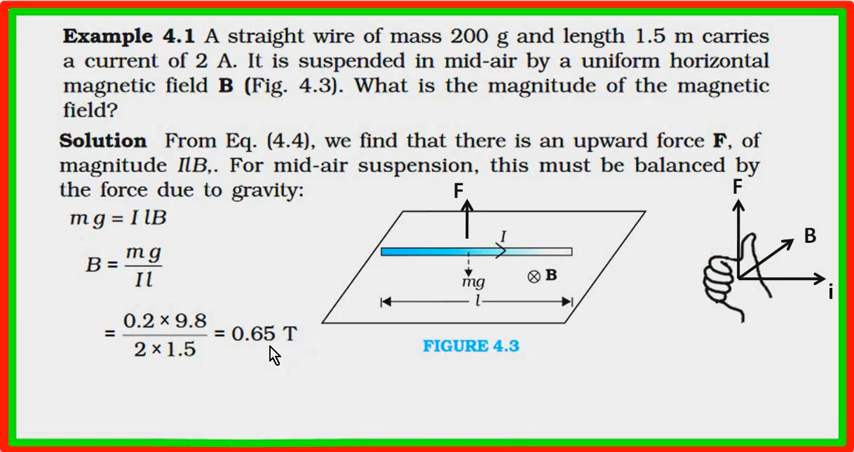 Example 4.1 A straight wire of mass 200 g and length 1.5 m carries
a current of 2 A. It is suspended in mid-air by a uniform horizontal
magnetic field B (Fig. 4.3). What is the magnitude of the magnetic
field?
Solution From Eq. (4.4), we find that there is an upward force F, of
magnitude IlB,. For mid-air suspension, this must be balanced by
the force due to gravity:
m g = I lB
B = m g
I l
= 0.2 × 9.8
2 × 1.5
= 0.65 T
F
I
mg
⊗ B
l
FIGURE 4.3
F
B
i